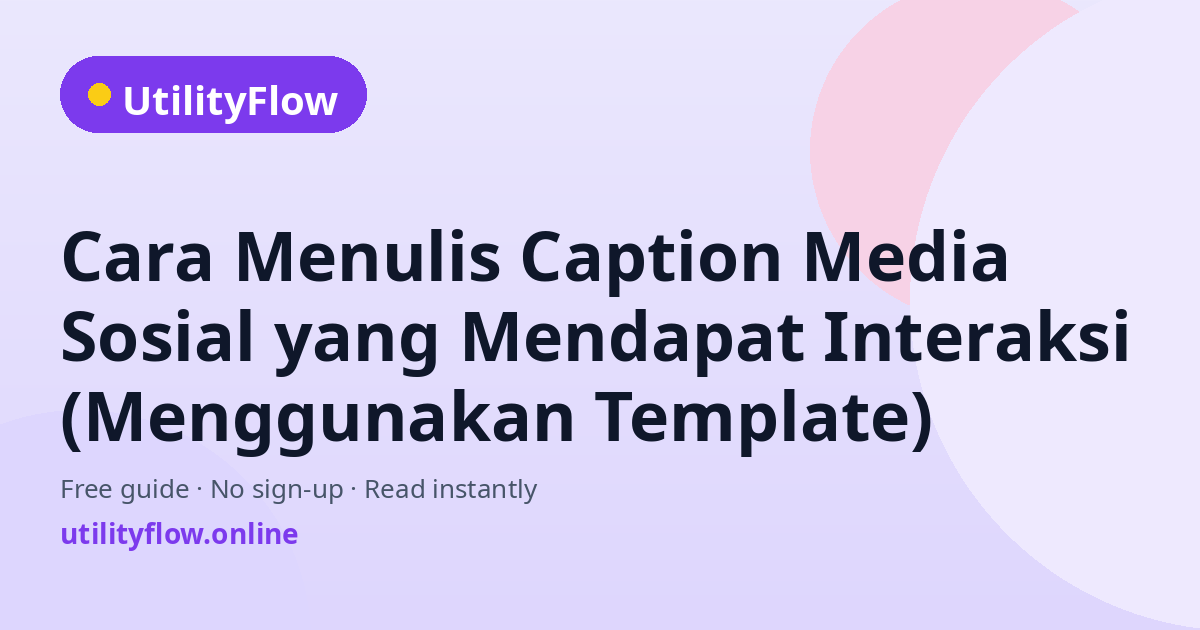 UtilityFlow
Cara Menulis Caption Media
Sosial yang Mendapat Interaksi
(Menggunakan Template)
Free guide · No sign-up · Read instantly
utilityflow.online